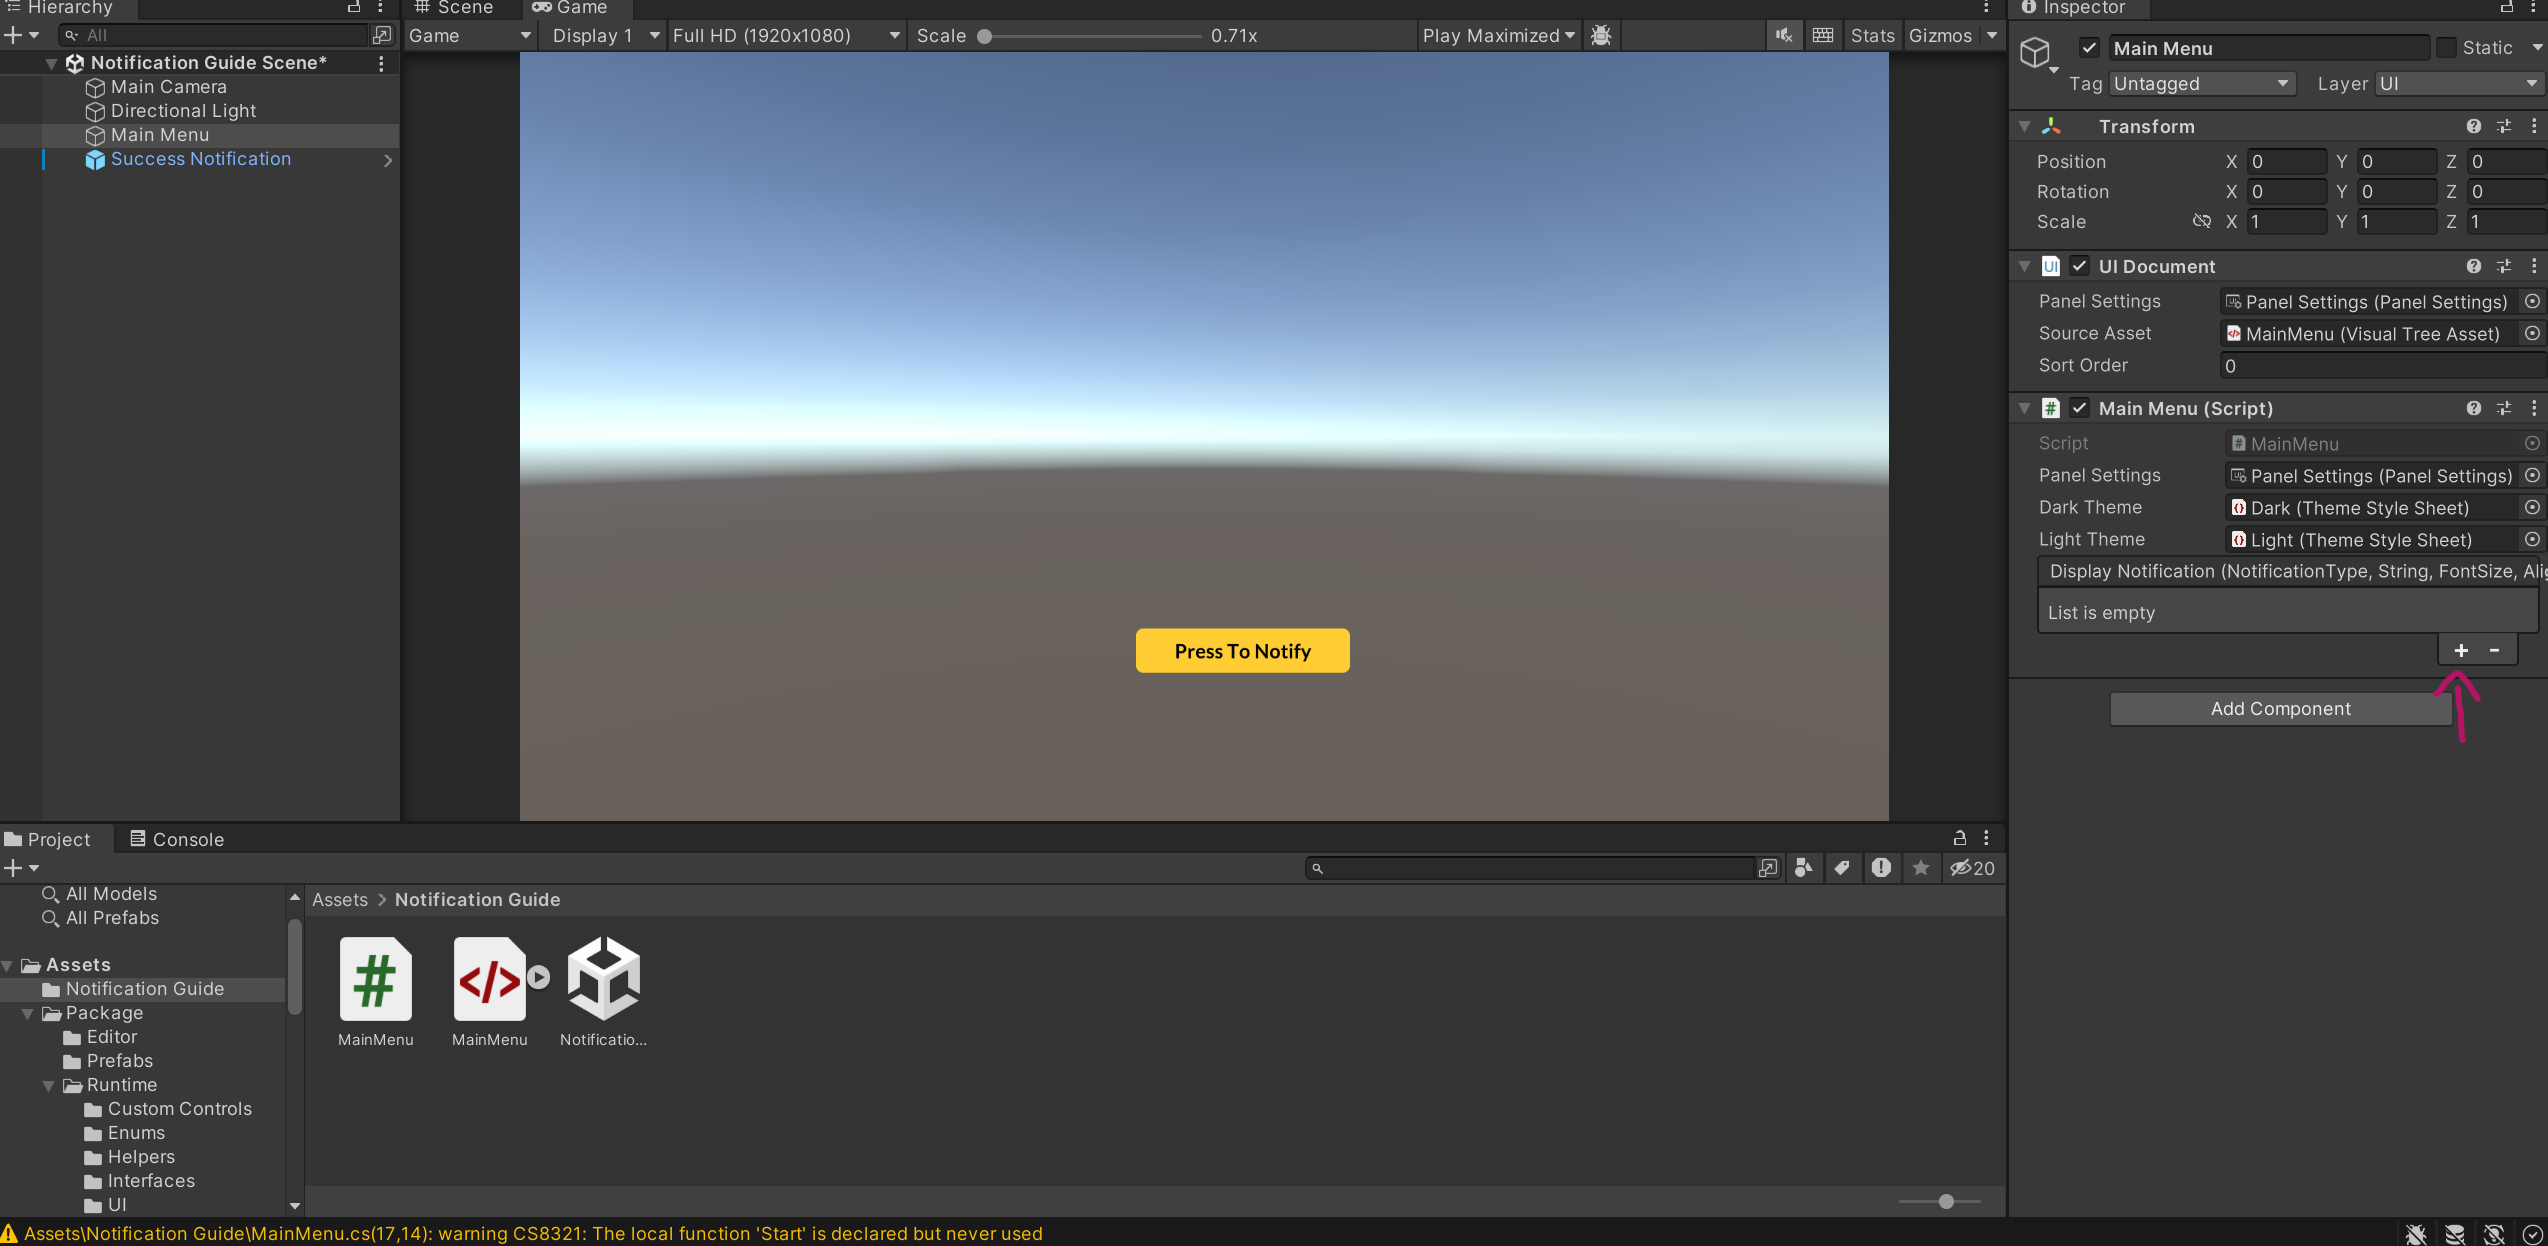 Hierarchy
All
Notification Guide Scene*
Main Camera
Directional Light
Main Menu
Success Notification
Scene
Game
Game
Display 1
Full HD (1920x1080)
Scale
0.71x
Play Maximized
Stats
Gizmos
Press To Notify
Inspector
Main Menu
Static
Tag
Untagged
Layer
UI
Transform
Position X 0 Y 0 Z 0
Rotation X 0 Y 0 Z 0
Scale X 1 Y 1 Z 1
UI UI Document
Panel Settings Panel Settings (Panel Settings)
Source Asset MainMenu (Visual Tree Asset)
Sort Order 0
# Main Menu (Script)
Script # MainMenu
Panel Settings Panel Settings (Panel Settings)
Dark Theme Dark (Theme Style Sheet)
Light Theme Light (Theme Style Sheet)
Display Notification (NotificationType, String, FontSize, Alig
List is empty
+ -
Add Component
Project
Console
20
All Models
All Prefabs
Assets
Notification Guide
Package
Editor
Prefabs
Runtime
Custom Controls
Enums
Helpers
Interfaces
UI
Assets > Notification Guide
# </>
MainMenu
MainMenu
Notificatio...
Assets\Notification Guide\MainMenu.cs(17,14): warning CS8321: The local function 'Start' is declared but never used